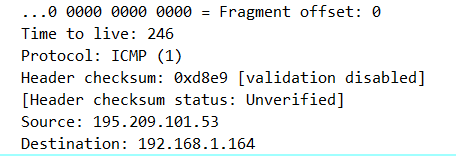 ...0 0000 0000 0000 = Fragment offset: 0
Time to live: 246
Protocol: ICMP (1)
Header checksum: 0xd8e9 [validation disabled]
[Header checksum status: Unverified]
Source: 195.209.101.53
Destination: 192.168.1.164